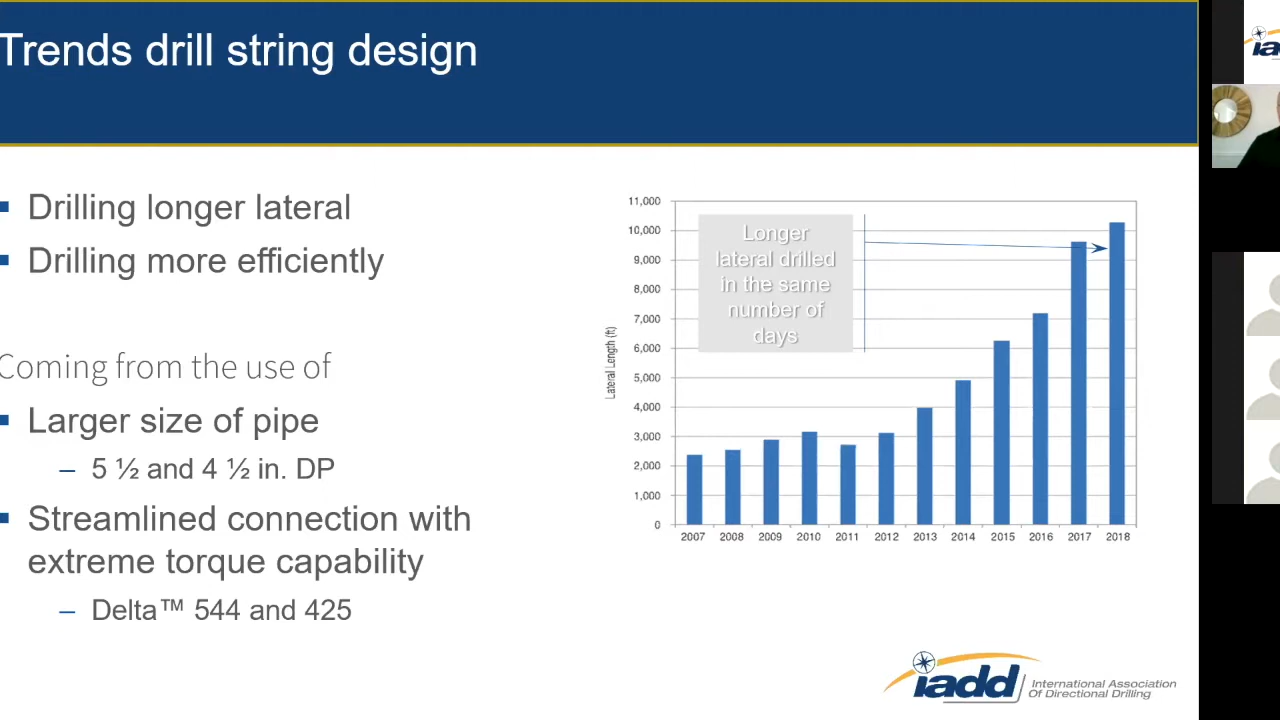 Trends drill string design
Drilling longer lateral
Drilling more efficiently
Coming from the use of
Larger size of pipe
– 5 ½ and 4 ½ in. DP
Streamlined connection with
extreme torque capability
– Delta™ 544 and 425
Lateral Length (ft)
11,000
10,000
9,000
8,000
7,000
6,000
5,000
4,000
3,000
2,000
1,000
0
Longer
lateral drilled
in the same
number of
days
2007 2008 2009 2010 2011 2012 2013 2014 2015 2016 2017 2018
iadd
International Association
Of Directional Drilling